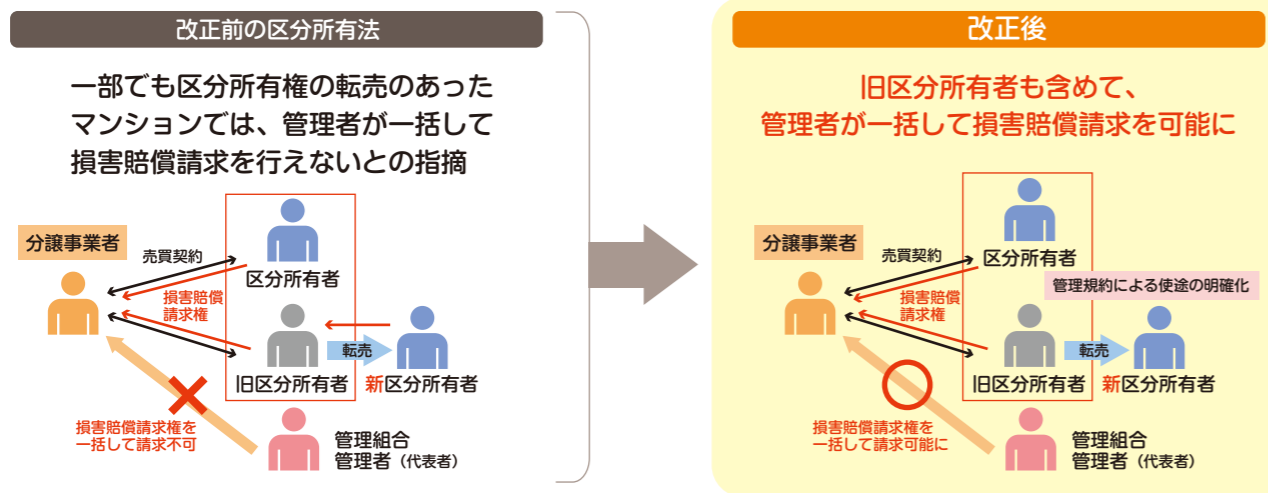 改正前の区分所有法
一部でも区分所有権の転売のあった
マンションでは、管理者が一括して
損害賠償請求を行えないとの指摘
分譲事業者
売買契約
区分所有者
損害賠償
請求権
転売
旧区分所有者
新区分所有者
損害賠償請求権を
一括して請求不可
管理組合
管理者（代表者）
改正後
旧区分所有者も含めて、
管理者が一括して損害賠償請求を可能に
分譲事業者
売買契約
区分所有者
管理規約による使途の明確化
損害賠償
請求権
転売
旧区分所有者
新区分所有者
損害賠償請求権を
一括して請求可能に
管理組合
管理者（代表者）